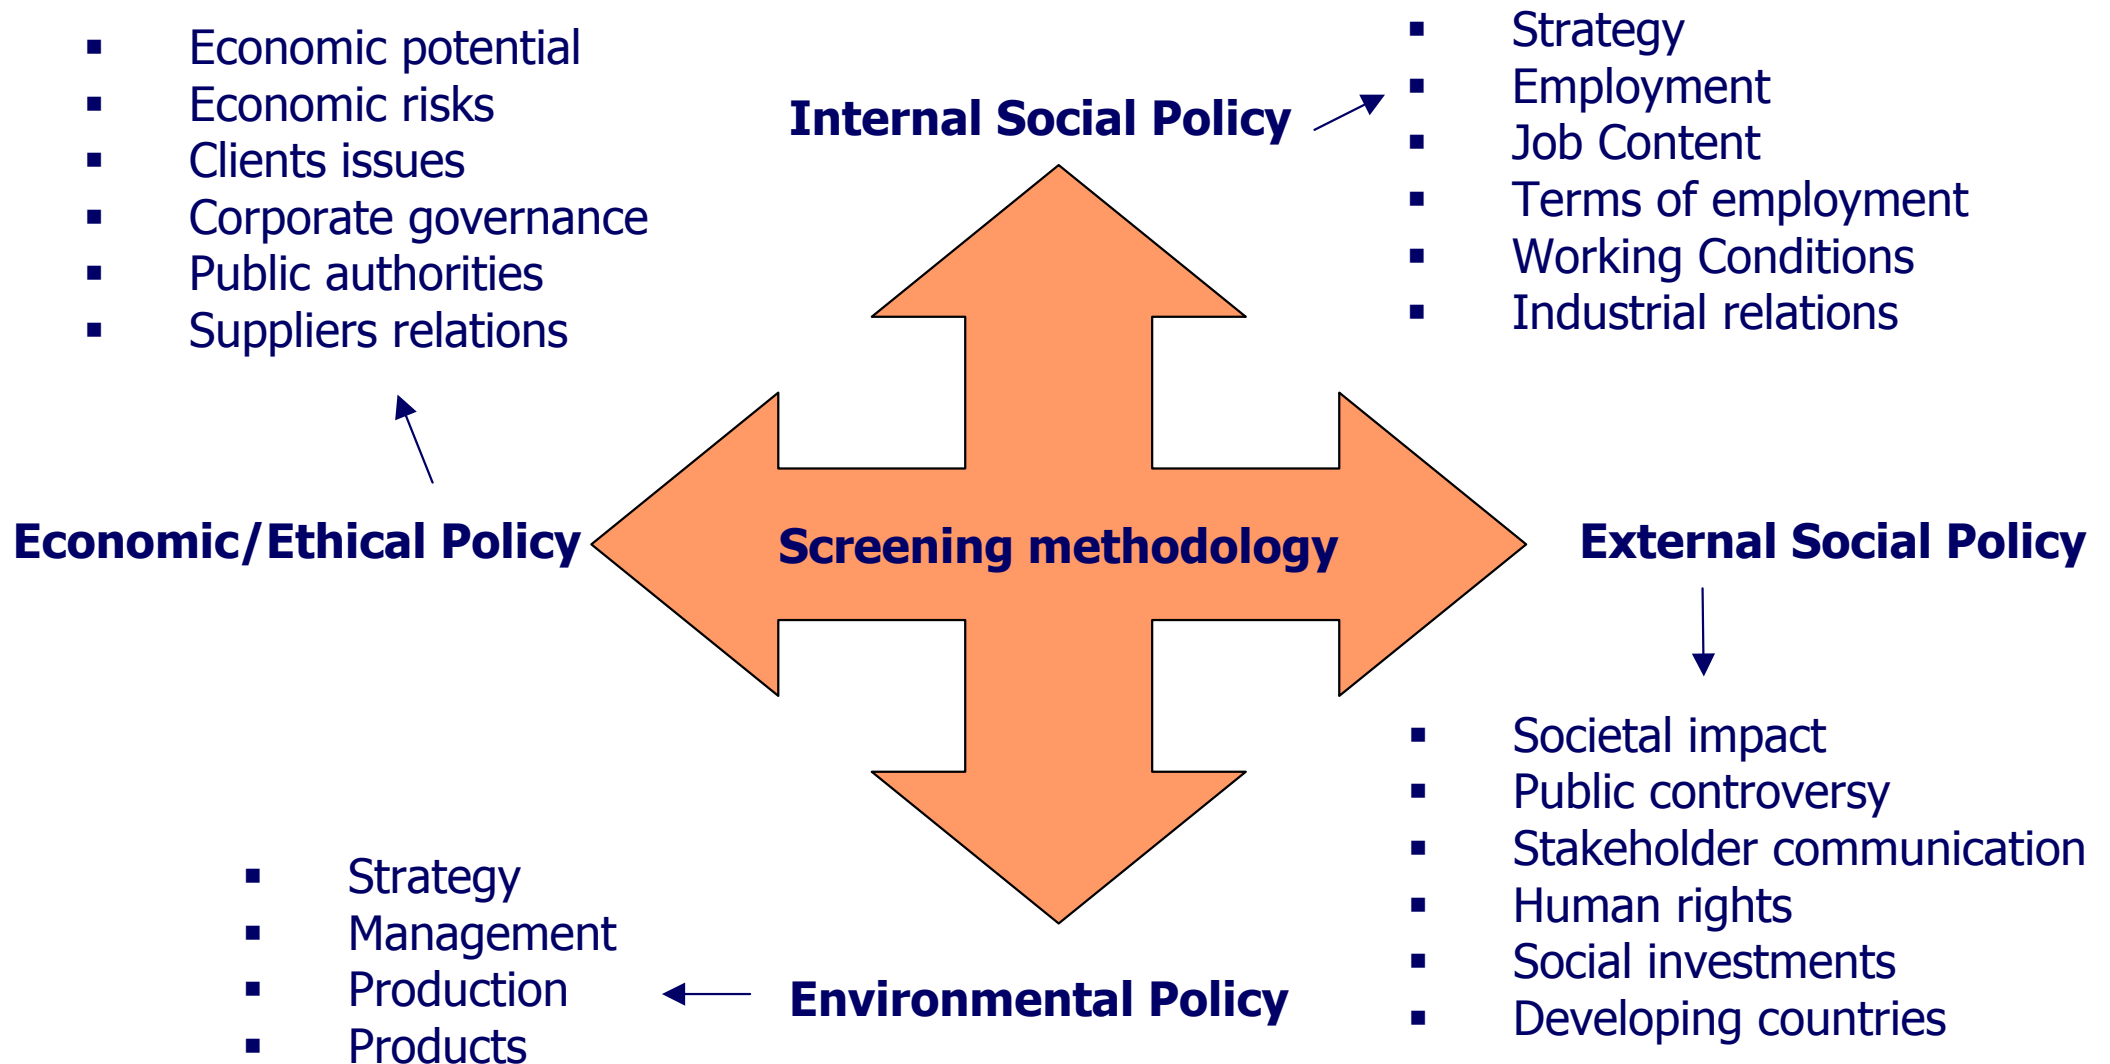 Economic potential
Economic risks
Clients issues
Corporate governance
Public authorities
Suppliers relations
Internal Social Policy
Strategy
Employment
Job Content
Terms of employment
Working Conditions
Industrial relations
Economic/Ethical Policy
Screening methodology
External Social Policy
Societal impact
Public controversy
Stakeholder communication
Human rights
Social investments
Developing countries
Strategy
Management
Production
Products
Environmental Policy